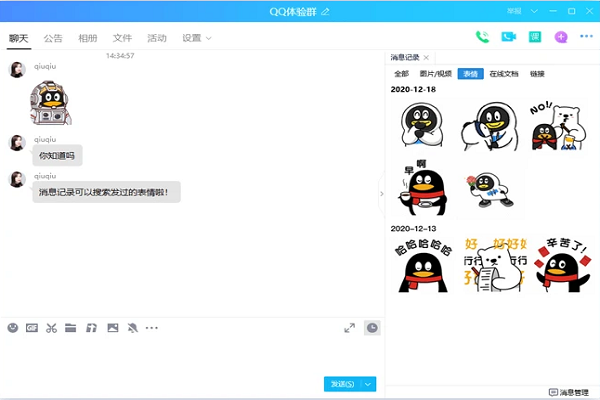 QQ体验群
举报
聊天 公告 相册 文件 活动 设置
课
14:34:57
qiuqiu
qiuqiu
你知道吗
qiuqiu
消息记录可以搜索发过的表情啦!
GIF
发送(S)
消息记录
全部 图片/视频 表情 在线文档 链接
2020-12-18
NO!!
早啊
2020-12-13
哈哈哈哈哈
好 好好好
行行 行行
辛苦了!
消息管理